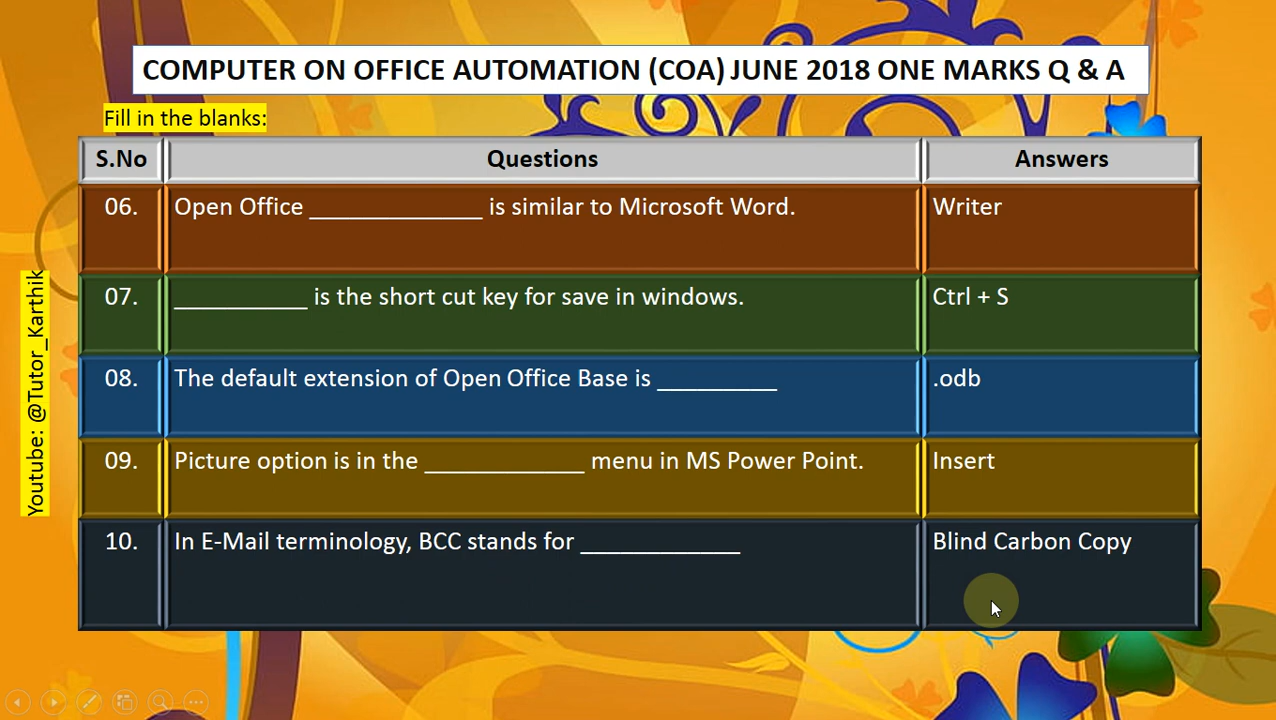 COMPUTER ON OFFICE AUTOMATION (COA) JUNE 2018 ONE MARKS Q & A
Fill in the blanks:
S.No Questions Answers
06. Open Office _____________ is similar to Microsoft Word. Writer
07. __________ is the short cut key for save in windows. Ctrl + S
08. The default extension of Open Office Base is _________ .odb
09. Picture option is in the ____________ menu in MS Power Point. Insert
10. In E-Mail terminology, BCC stands for ____________ Blind Carbon Copy
Youtube: @Tutor_Karthik